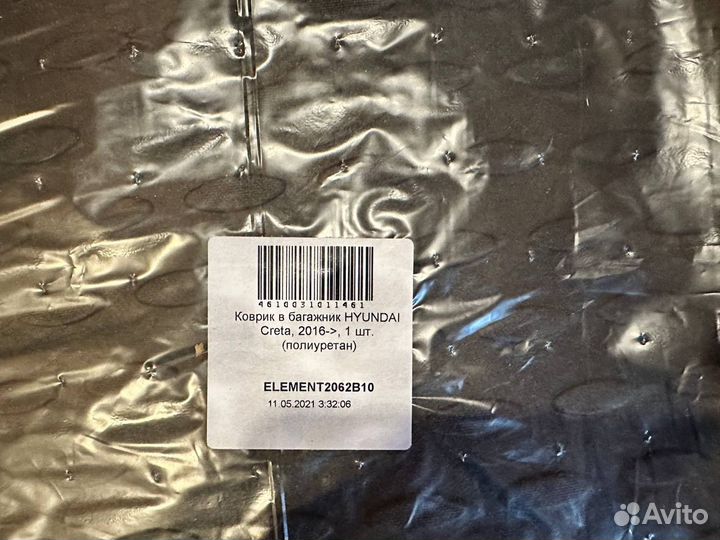 4610031011461
Коврик в багажник HYUNDAI
Creta, 2016->, 1 шт.
(полиуретан)
ELEMENT2062B10
11.05.2021 3:32:06
Avito